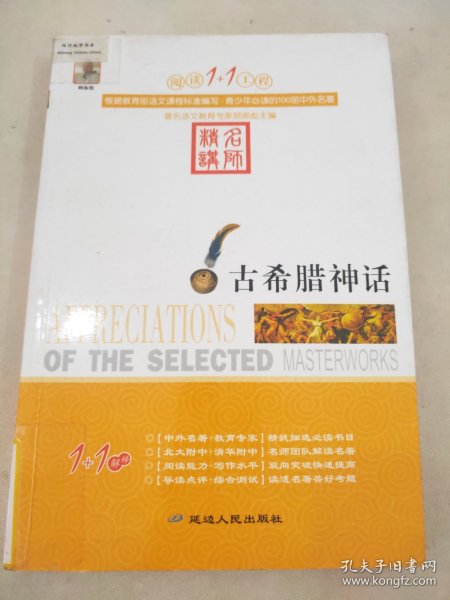 阅读1+1工程
根据教育部语文课程标准编写·青少年必读的100部中外名著
著名语文教育专家顾振彪主编
名师
精講
古希腊神话
APPRECIATIONS
OF THE SELECTED MASTERWORKS
1+1
【中外名著·教育专家】精挑细选必读书目
【北大附中·清华附中】名师团队解读名著
【阅读能力·写作水平】双向突破快速提高
【导读点评·综合测试】读透名著答好考题
延边人民出版社
顾振彪
孔夫子旧书网
www.kongfz.com